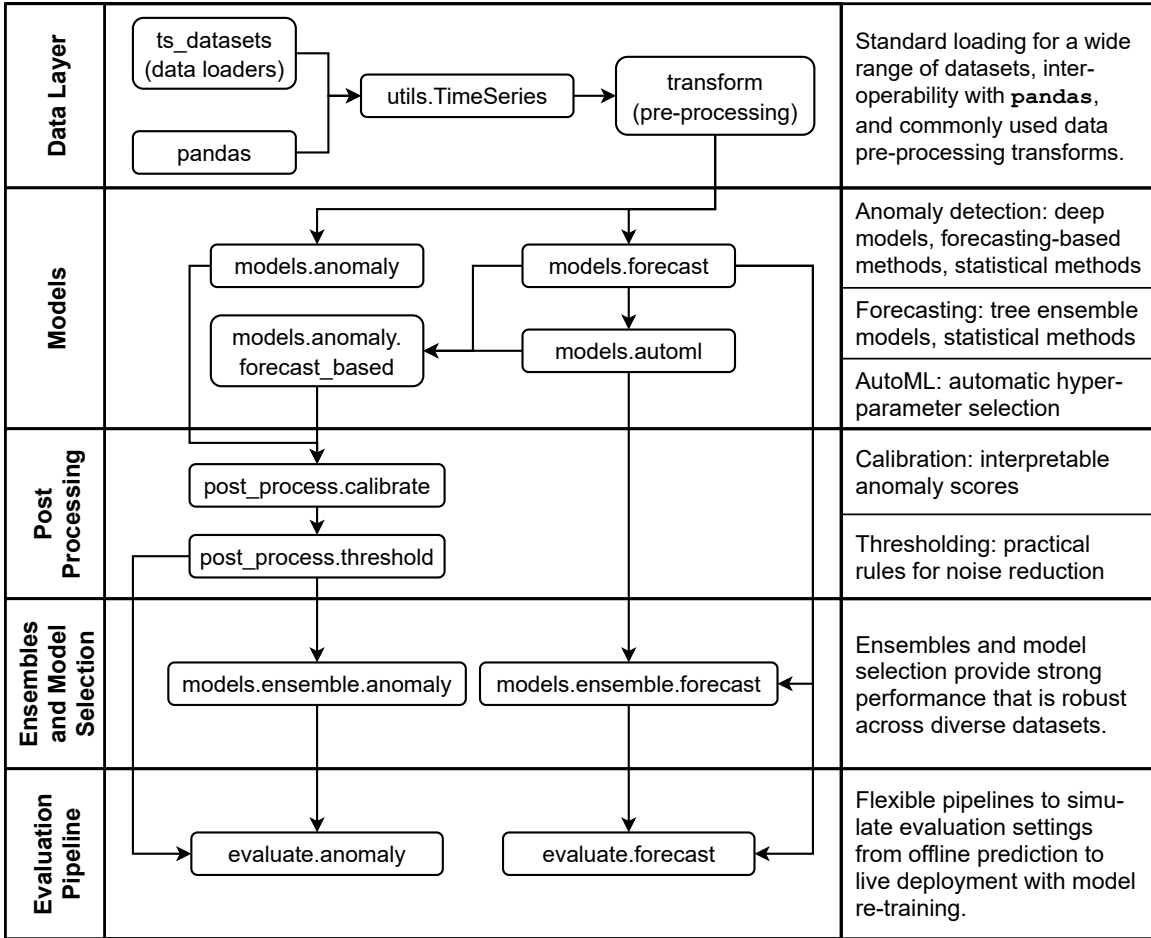 Data Layer
ts_datasets
(data loaders)
pandas
utils.TimeSeries
transform
(pre-processing)
Standard loading for a wide
range of datasets, inter-
operability with pandas,
and commonly used data
pre-processing transforms.
Models
models.anomaly
models.forecast
models.anomaly.
forecast_based
models.automl
Anomaly detection: deep
models, forecasting-based
methods, statistical methods
Forecasting: tree ensemble
models, statistical methods
AutoML: automatic hyper-
parameter selection
Post
Processing
post_process.calibrate
post_process.threshold
Calibration: interpretable
anomaly scores
Thresholding: practical
rules for noise reduction
Ensembles
and Model
Selection
models.ensemble.anomaly
models.ensemble.forecast
Ensembles and model
selection provide strong
performance that is robust
across diverse datasets.
Evaluation
Pipeline
evaluate.anomaly
evaluate.forecast
Flexible pipelines to simu-
late evaluation settings
from offline prediction to
live deployment with model
re-training.